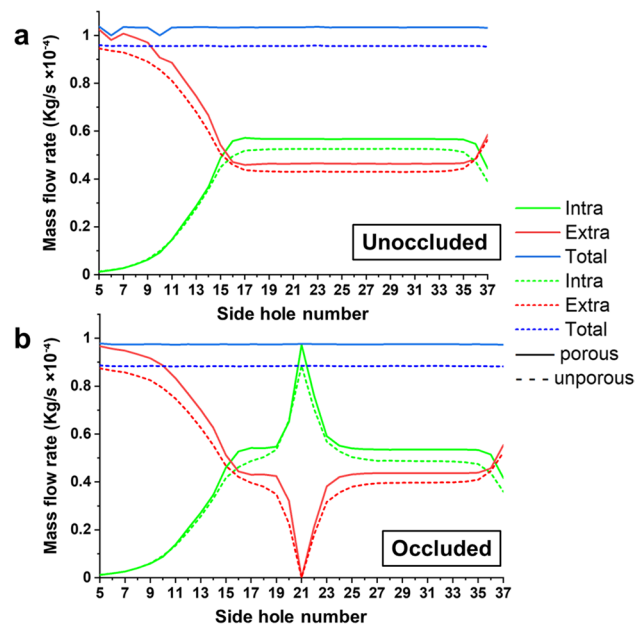 a
Mass flow rate (Kg/s ×10⁻⁴)
1
0.8
0.6
0.4
0.2
0
Unoccluded
5 7 9 11 13 15 17 19 21 23 25 27 29 31 33 35 37
Side hole number
b
Mass flow rate (Kg/s ×10⁻⁴)
1
0.8
0.6
0.4
0.2
0
Occluded
5 7 9 11 13 15 17 19 21 23 25 27 29 31 33 35 37
Side hole number
Intra
Extra
Total
Intra
Extra
Total
porous
unporous